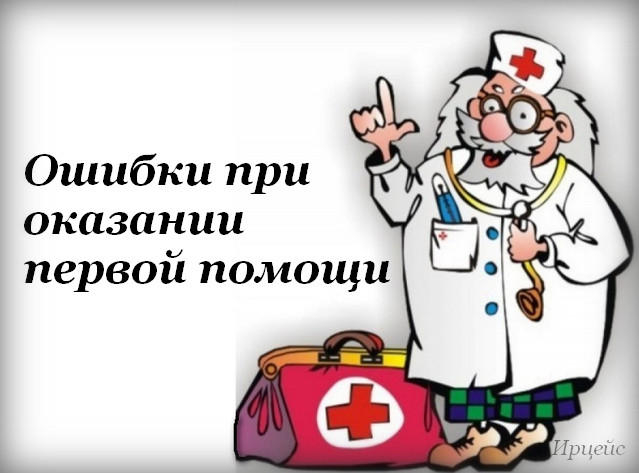 Ошибки при
оказании
первой помощи
Ирцейс